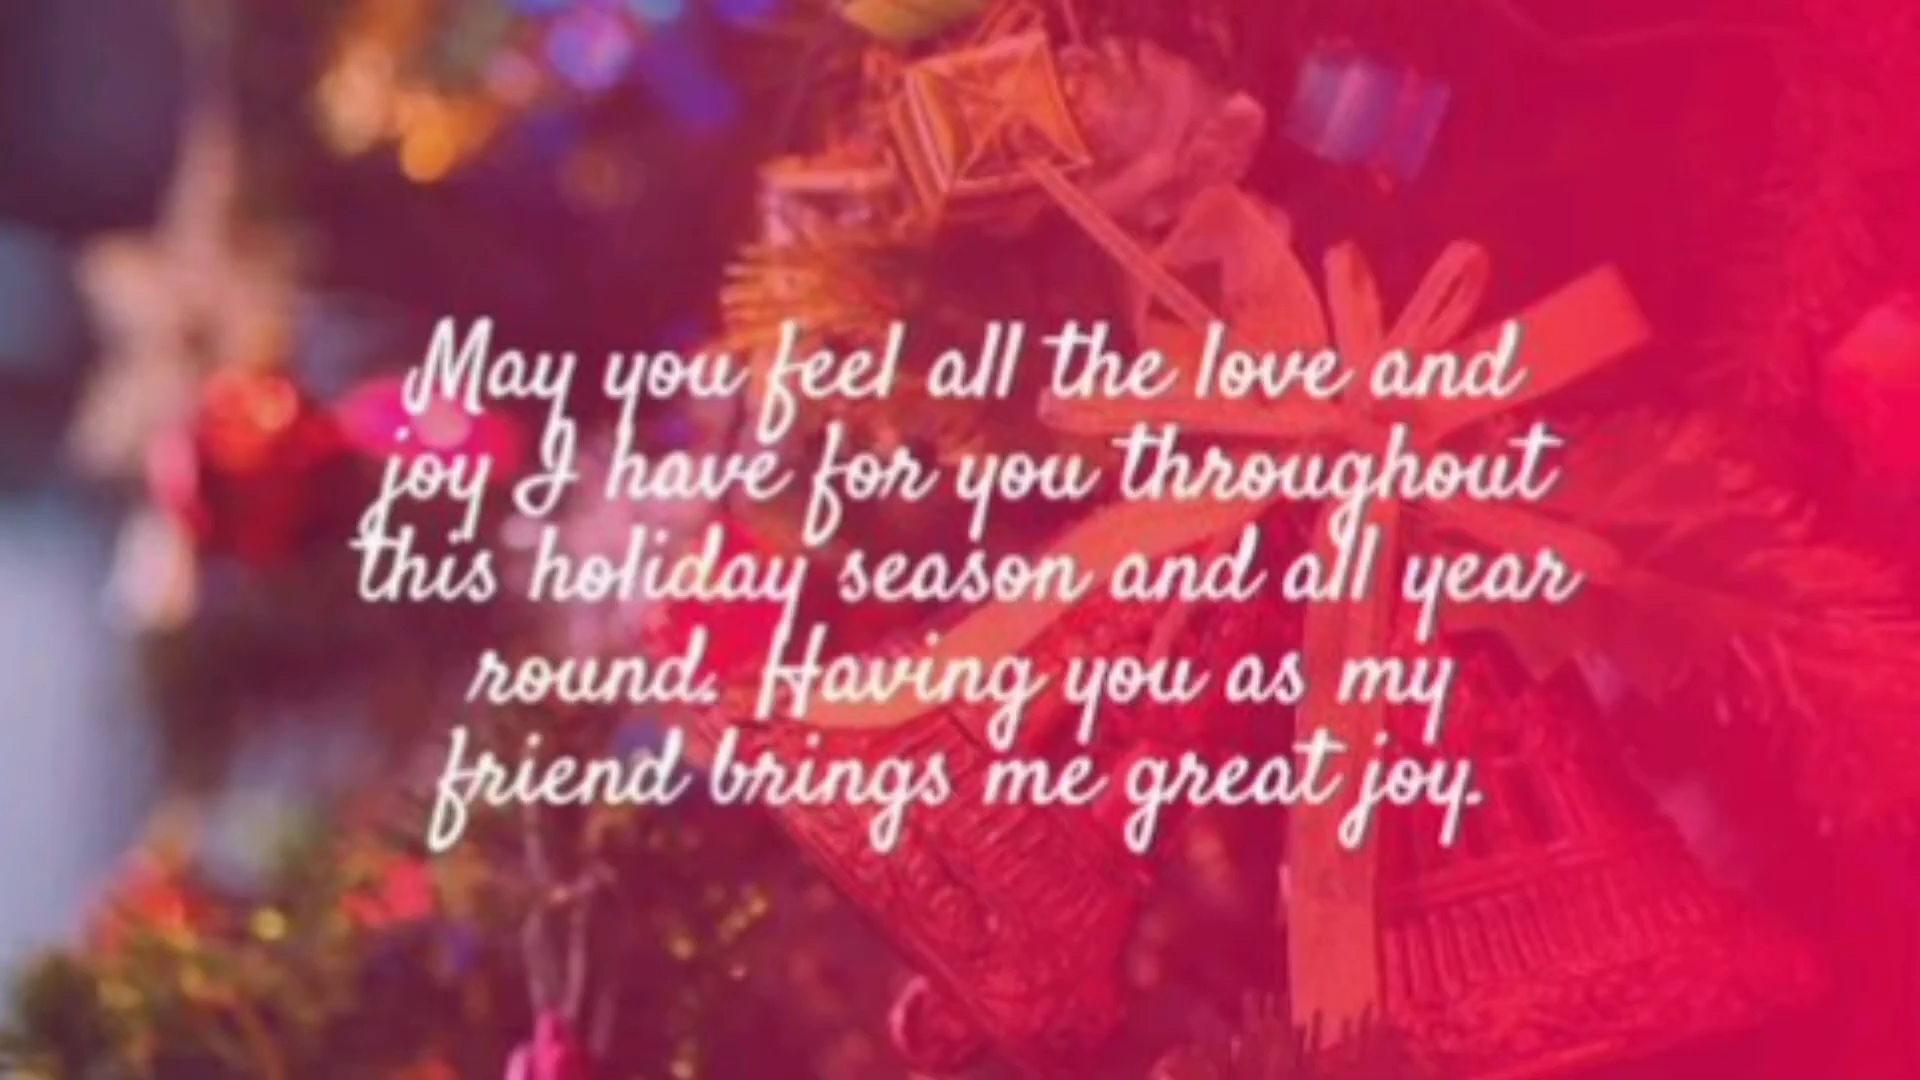 May you feel all the love and
joy I have for you throughout
this holiday season and all year
round. Having you as my
friend brings me great joy.